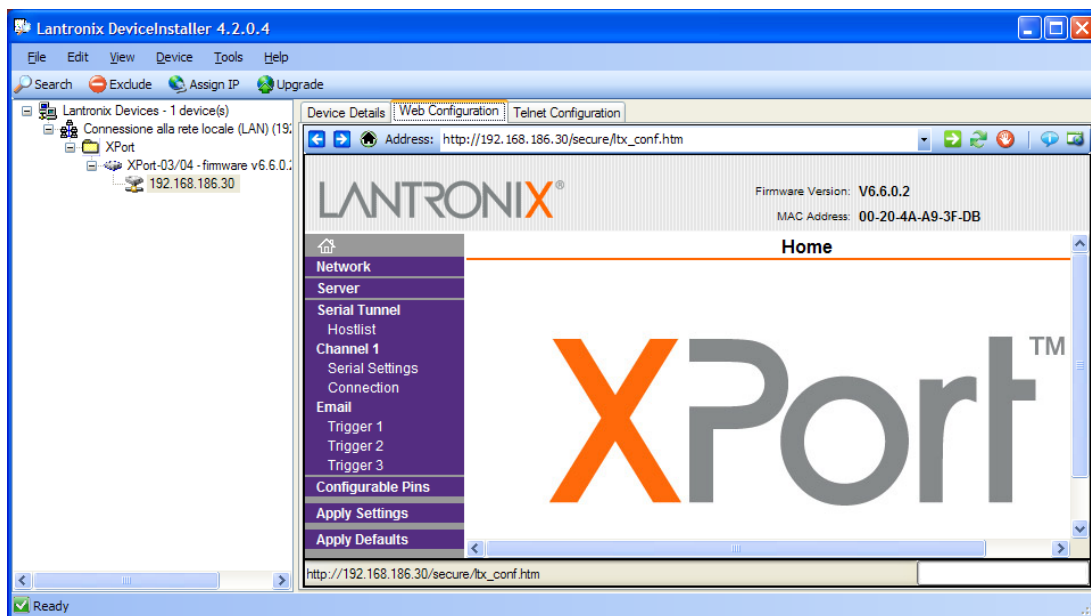 Lantronix DeviceInstaller 4.2.0.4
File Edit View Device Tools Help
Search Exclude Assign IP Upgrade
Lantronix Devices - 1 device(s)
Connessione alla rete locale (LAN) (192
XPort
XPort-03/04 - firmware v6.6.0.2
192.168.186.30
Device Details Web Configuration Telnet Configuration
Address: http://192.168.186.30/secure/ltx_conf.htm
LANTRONIX®
Firmware Version: V6.6.0.2
MAC Address: 00-20-4A-A9-3F-DB
Home
Network
Server
Serial Tunnel
Hostlist
Channel 1
Serial Settings
Connection
Email
Trigger 1
Trigger 2
Trigger 3
Configurable Pins
Apply Settings
Apply Defaults
XPort™
http://192.168.186.30/secure/ltx_conf.htm
Ready